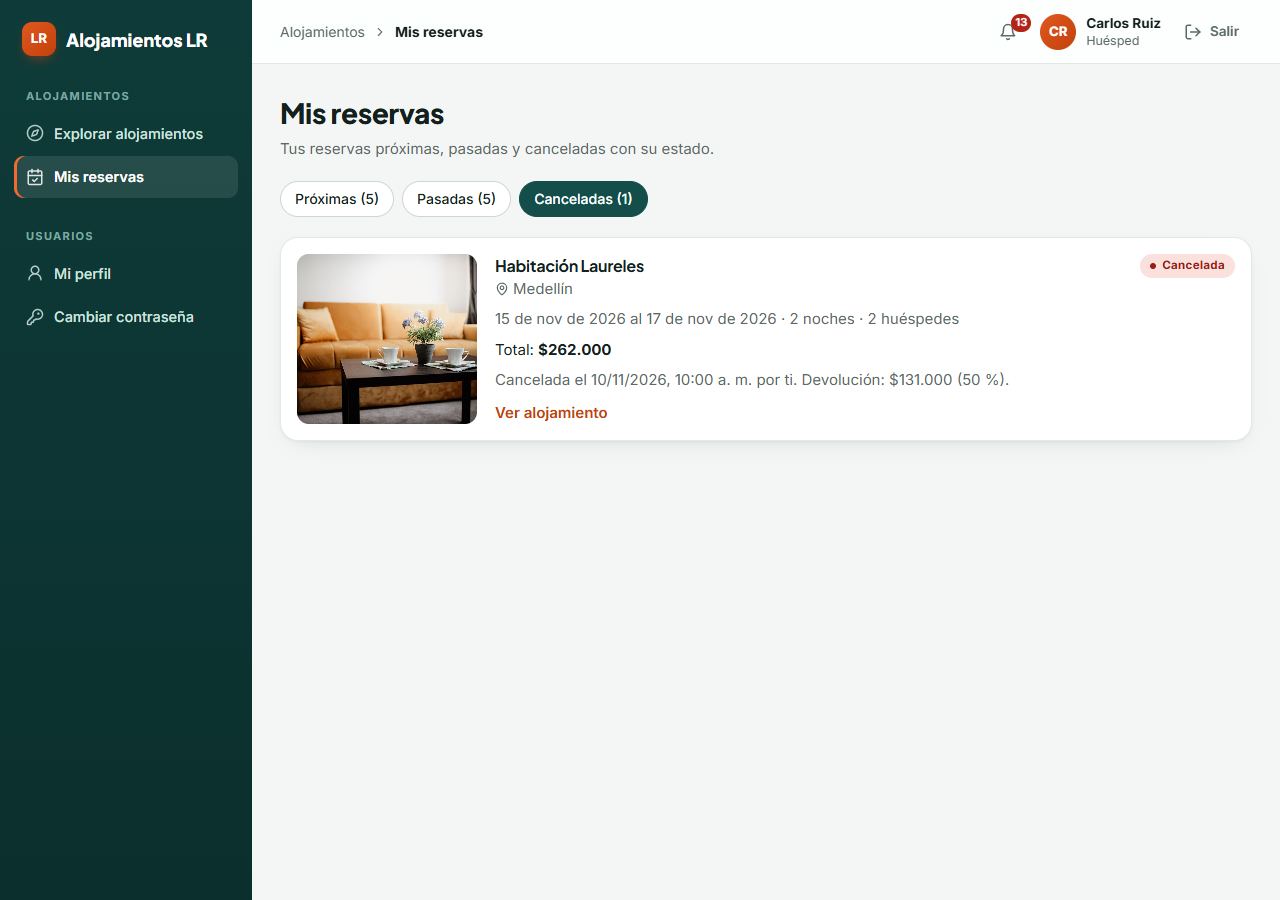 LR Alojamientos LR
ALOJAMIENTOS
Explorar alojamientos
Mis reservas
USUARIOS
Mi perfil
Cambiar contraseña
Alojamientos > Mis reservas
13
CR
Carlos Ruiz
Huésped
Salir
Mis reservas
Tus reservas próximas, pasadas y canceladas con su estado.
Próximas (5)
Pasadas (5)
Canceladas (1)
Habitación Laureles
Cancelada
Medellín
15 de nov de 2026 al 17 de nov de 2026 · 2 noches · 2 huéspedes
Total: $262.000
Cancelada el 10/11/2026, 10:00 a. m. por ti. Devolución: $131.000 (50 %).
Ver alojamiento